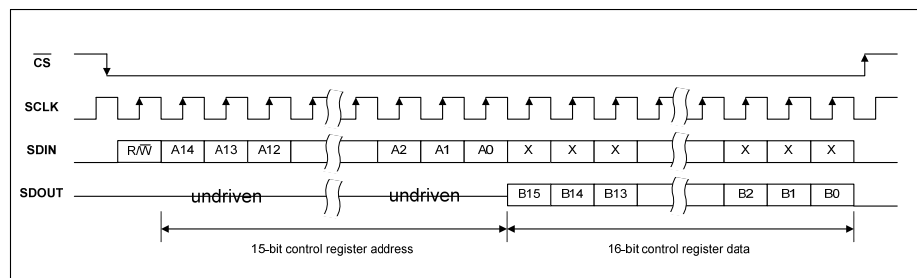 CS
SCLK
SDIN R/W A14 A13 A12 A2 A1 A0 X X X X X X
SDOUT undriven undriven B15 B14 B13 B2 B1 B0
15-bit control register address 16-bit control register data